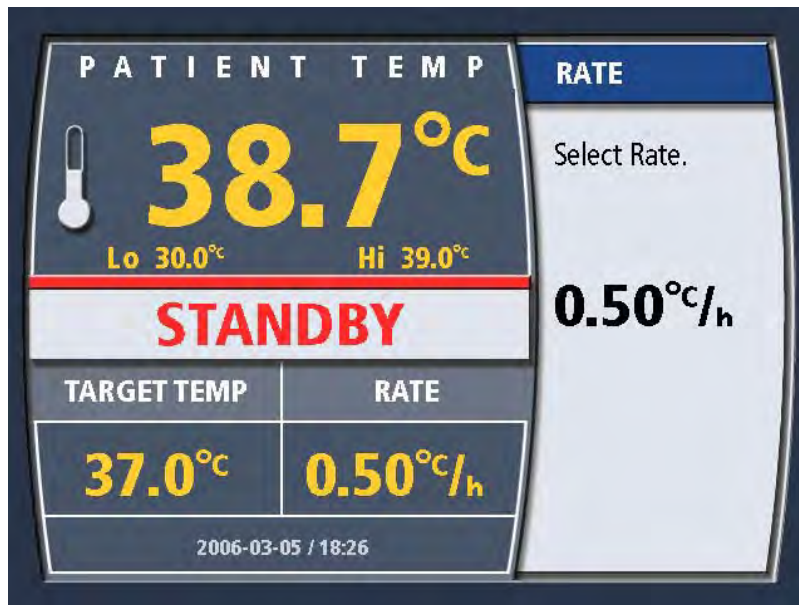 PATIENT TEMP
38.7°C
Lo 30.0°C Hi 39.0°C
STANDBY
TARGET TEMP RATE
37.0°C 0.50°C/h
2006-03-05 / 18:26
RATE
Select Rate.
0.50°C/h